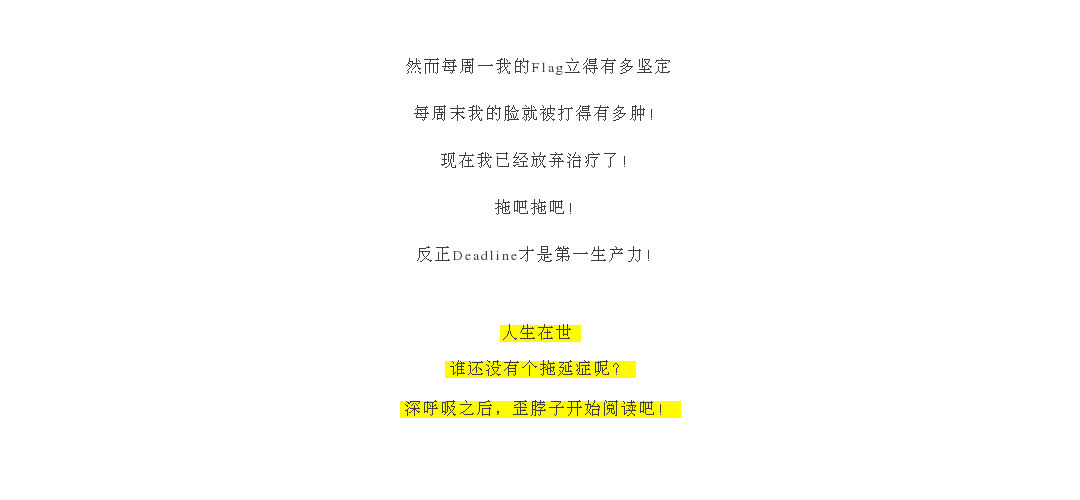 然而每周一我的Flag立得有多坚定
每周末我的脸就被打得有多肿！
现在我已经放弃治疗了！
拖吧拖吧！
反正Deadline才是第一生产力！
人生在世
谁还没有个拖延症呢？
深呼吸之后，歪脖子开始阅读吧！